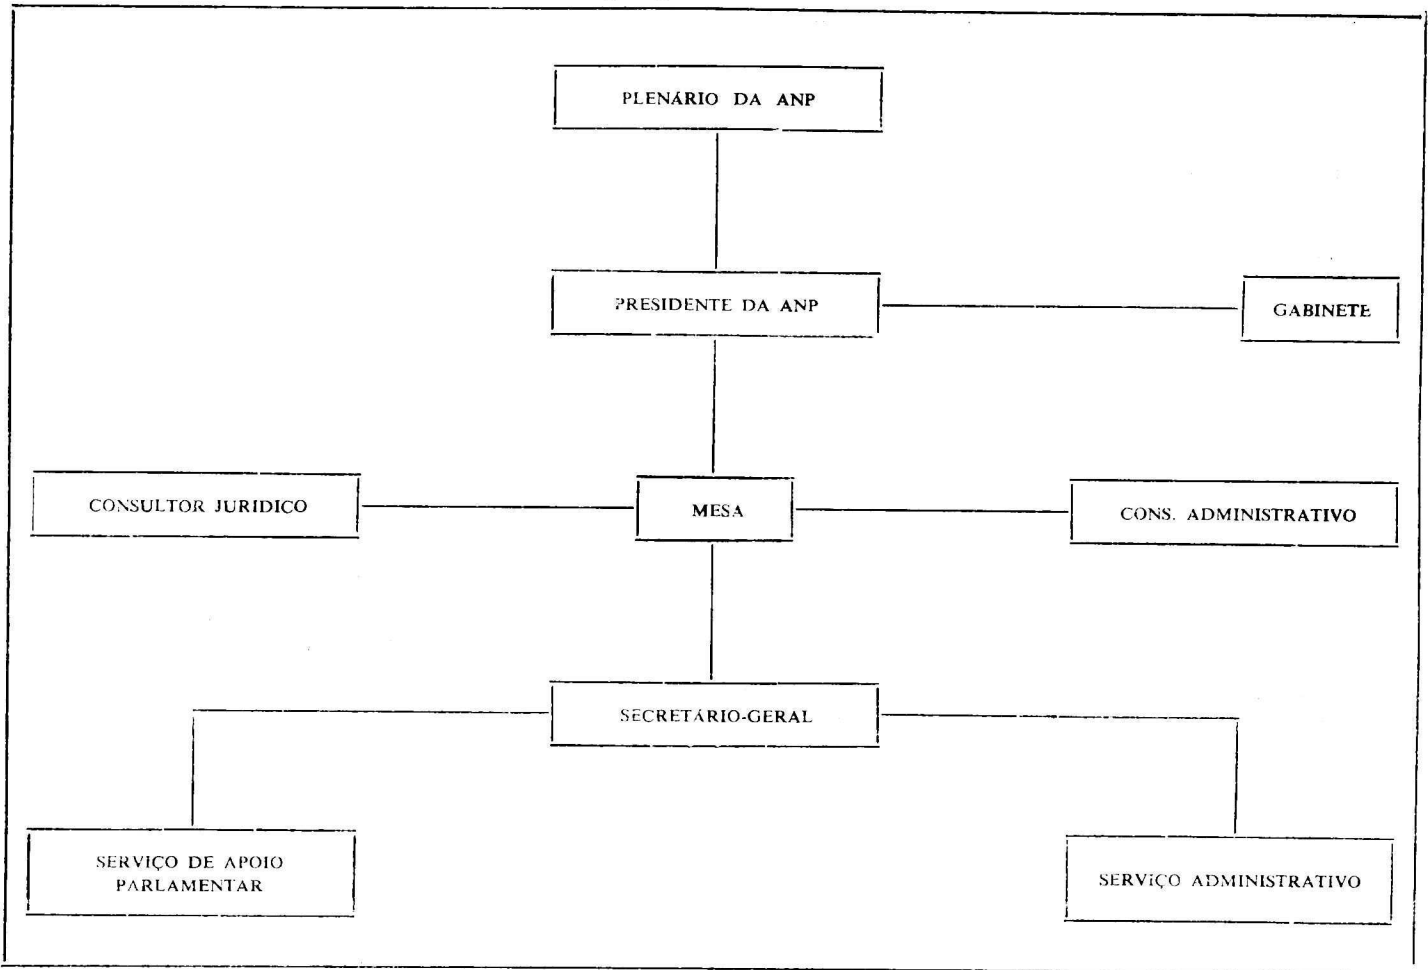 PLENÁRIO DA ANP
PRESIDENTE DA ANP
GABINETE
CONSULTOR JURIDICO
MESA
CONS. ADMINISTRATIVO
SECRETÁRIO-GERAL
SERVIÇO DE APOIO
PARLAMENTAR
SERVIÇO ADMINISTRATIVO